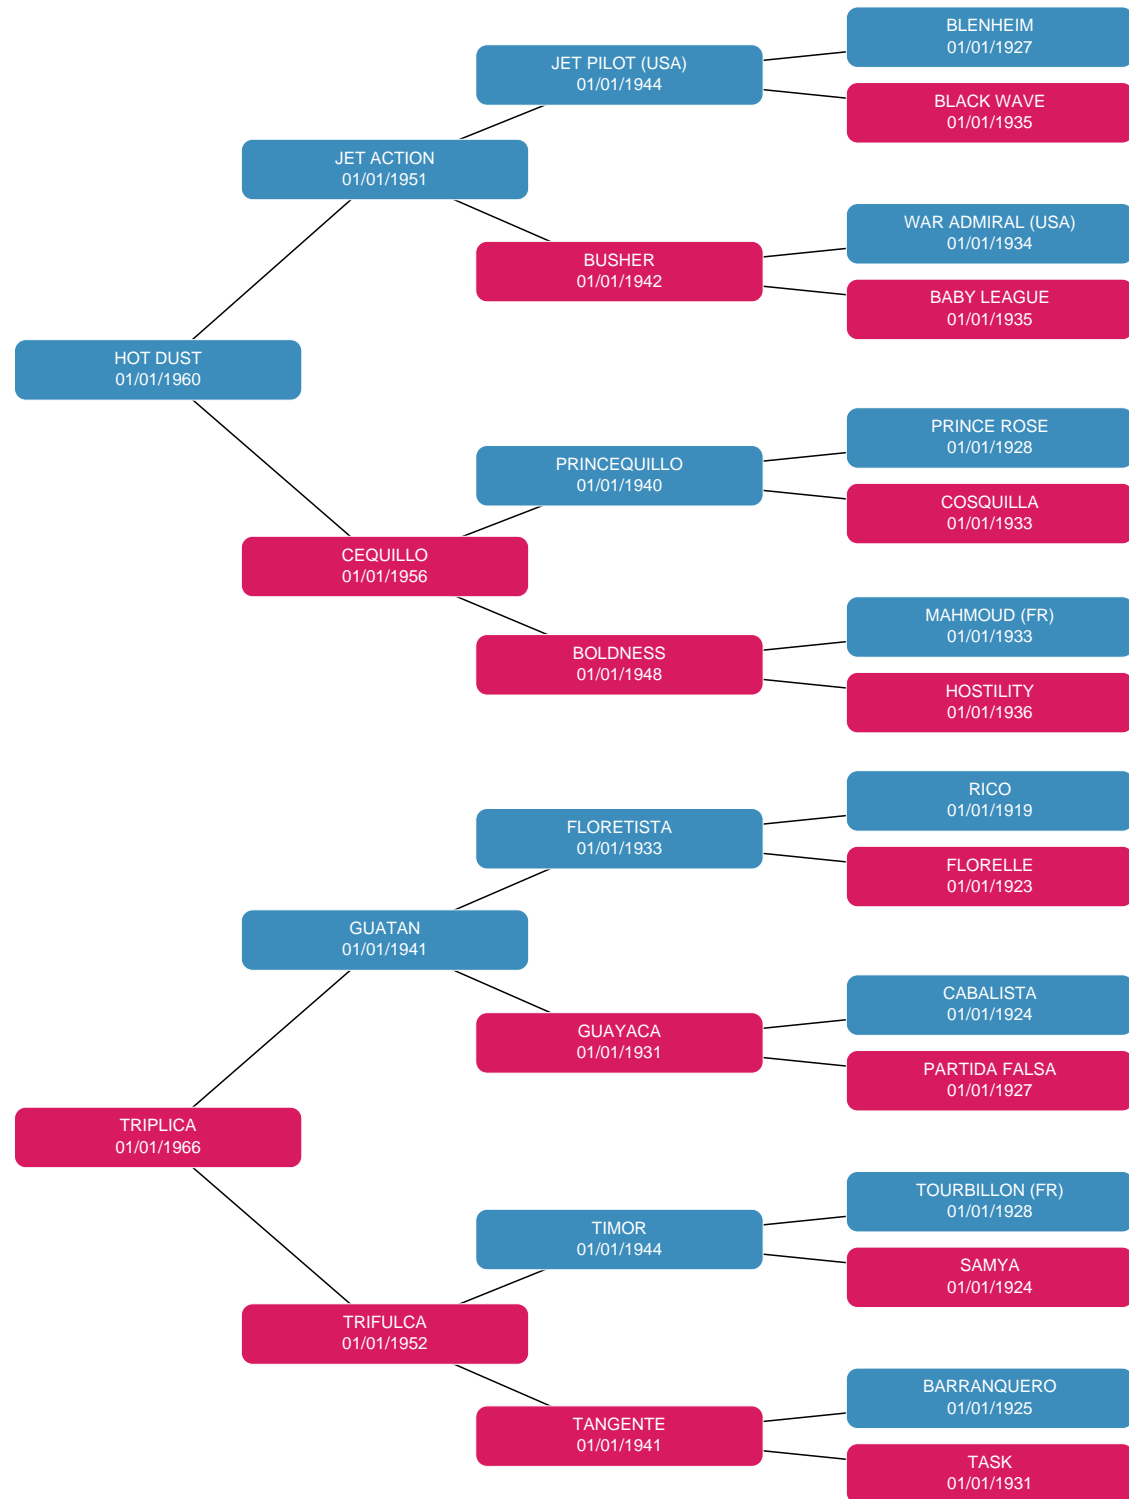 BLENHEIM
01/01/1927
JET PILOT (USA)
01/01/1944
BLACK WAVE
01/01/1935
JET ACTION
01/01/1951
WAR ADMIRAL (USA)
01/01/1934
BUSHER
01/01/1942
BABY LEAGUE
01/01/1935
HOT DUST
01/01/1960
PRINCE ROSE
01/01/1928
PRINCEQUILLO
01/01/1940
COSQUILLA
01/01/1933
CEQUILLO
01/01/1956
MAHMOUD (FR)
01/01/1933
BOLDNESS
01/01/1948
HOSTILITY
01/01/1936
RICO
01/01/1919
FLORETISTA
01/01/1933
FLORELLE
01/01/1923
GUATAN
01/01/1941
CABALISTA
01/01/1924
GUAYACA
01/01/1931
PARTIDA FALSA
01/01/1927
TRIPLICA
01/01/1966
TOURBILLON (FR)
01/01/1928
TIMOR
01/01/1944
SAMYA
01/01/1924
TRIFULCA
01/01/1952
BARRANQUERO
01/01/1925
TANGENTE
01/01/1941
TASK
01/01/1931